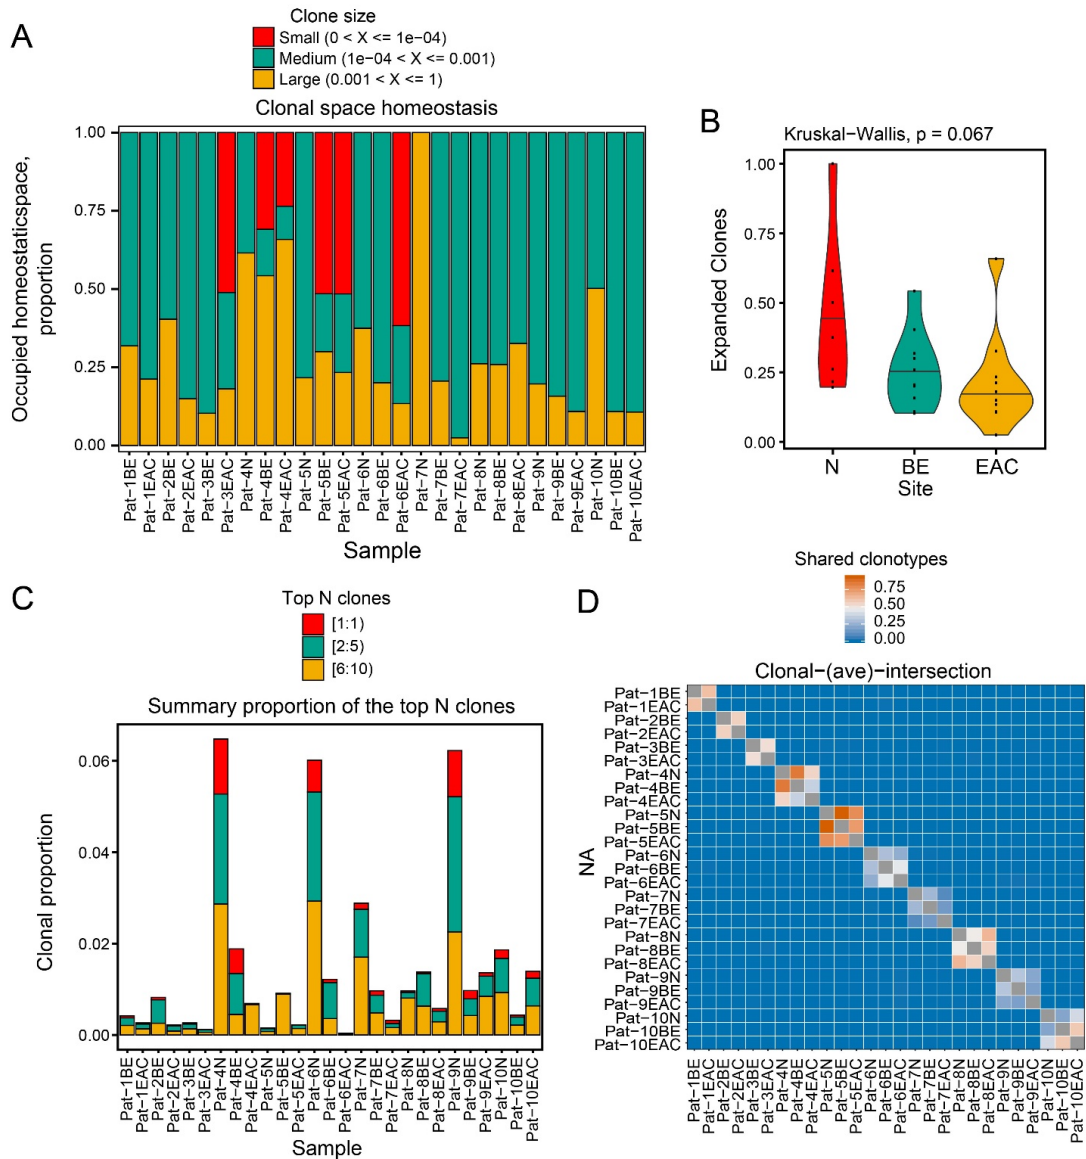 A
Clone size
Small (0 < X <= 1e−04)
Medium (1e−04 < X <= 0.001)
Large (0.001 < X <= 1)
Clonal space homeostasis
Occupied homeostaticspace,
proportion
1.00
0.75
0.50
0.25
0.00
Pat−1BE
Pat−1EAC
Pat−2BE
Pat−2EAC
Pat−3BE
Pat−3EAC
Pat−4N
Pat−4BE
Pat−4EAC
Pat−5N
Pat−5BE
Pat−5EAC
Pat−6N
Pat−6BE
Pat−6EAC
Pat−7N
Pat−7BE
Pat−7EAC
Pat−8N
Pat−8BE
Pat−8EAC
Pat−9N
Pat−9BE
Pat−9EAC
Pat−10N
Pat−10BE
Pat−10EAC
Sample
B
Kruskal−Wallis, p = 0.067
Expanded Clones
1.00
0.75
0.50
0.25
0.00
N BE EAC
Site
C
Top N clones
[1:1)
[2:5)
[6:10)
Summary proportion of the top N clones
Clonal proportion
0.06
0.04
0.02
0.00
Pat−1BE
Pat−1EAC
Pat−2BE
Pat−2EAC
Pat−3BE
Pat−3EAC
Pat−4N
Pat−4BE
Pat−4EAC
Pat−5N
Pat−5BE
Pat−5EAC
Pat−6N
Pat−6BE
Pat−6EAC
Pat−7N
Pat−7BE
Pat−7EAC
Pat−8N
Pat−8BE
Pat−8EAC
Pat−9N
Pat−9BE
Pat−9EAC
Pat−10N
Pat−10BE
Pat−10EAC
Sample
D
Shared clonotypes
0.75
0.50
0.25
0.00
Clonal−(ave)−intersection
NA
Pat−1BE
Pat−1EAC
Pat−2BE
Pat−2EAC
Pat−3BE
Pat−3EAC
Pat−4N
Pat−4BE
Pat−4EAC
Pat−5N
Pat−5BE
Pat−5EAC
Pat−6N
Pat−6BE
Pat−6EAC
Pat−7N
Pat−7BE
Pat−7EAC
Pat−8N
Pat−8BE
Pat−8EAC
Pat−9N
Pat−9BE
Pat−9EAC
Pat−10N
Pat−10BE
Pat−10EAC
Pat−1BE
Pat−1EAC
Pat−2BE
Pat−2EAC
Pat−3BE
Pat−3EAC
Pat−4N
Pat−4BE
Pat−4EAC
Pat−5N
Pat−5BE
Pat−5EAC
Pat−6N
Pat−6BE
Pat−6EAC
Pat−7N
Pat−7BE
Pat−7EAC
Pat−8N
Pat−8BE
Pat−8EAC
Pat−9N
Pat−9BE
Pat−9EAC
Pat−10N
Pat−10BE
Pat−10EAC